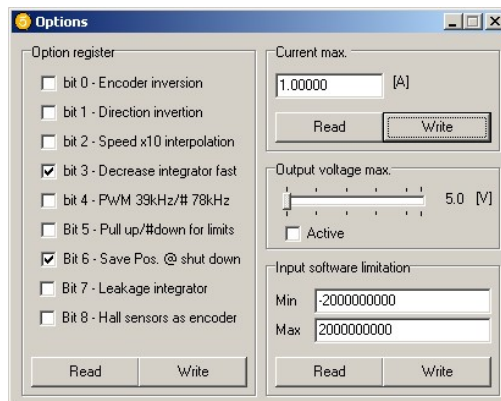 Options
Option register
bit 0 - Encoder inversion
bit 1 - Direction invertion
bit 2 - Speed x10 interpolation
bit 3 - Decrease integrator fast
bit 4 - PWM 39kHz/# 78kHz
Bit 5 - Pull up/#down for limits
Bit 6 - Save Pos. @ shut down
Bit 7 - Leakage integrator
Bit 8 - Hall sensors as encoder
Read Write
Current max.
1.00000 [A]
Read Write
Output voltage max.
5.0 [V]
Active
Input software limitation
Min -2000000000
Max 2000000000
Read Write